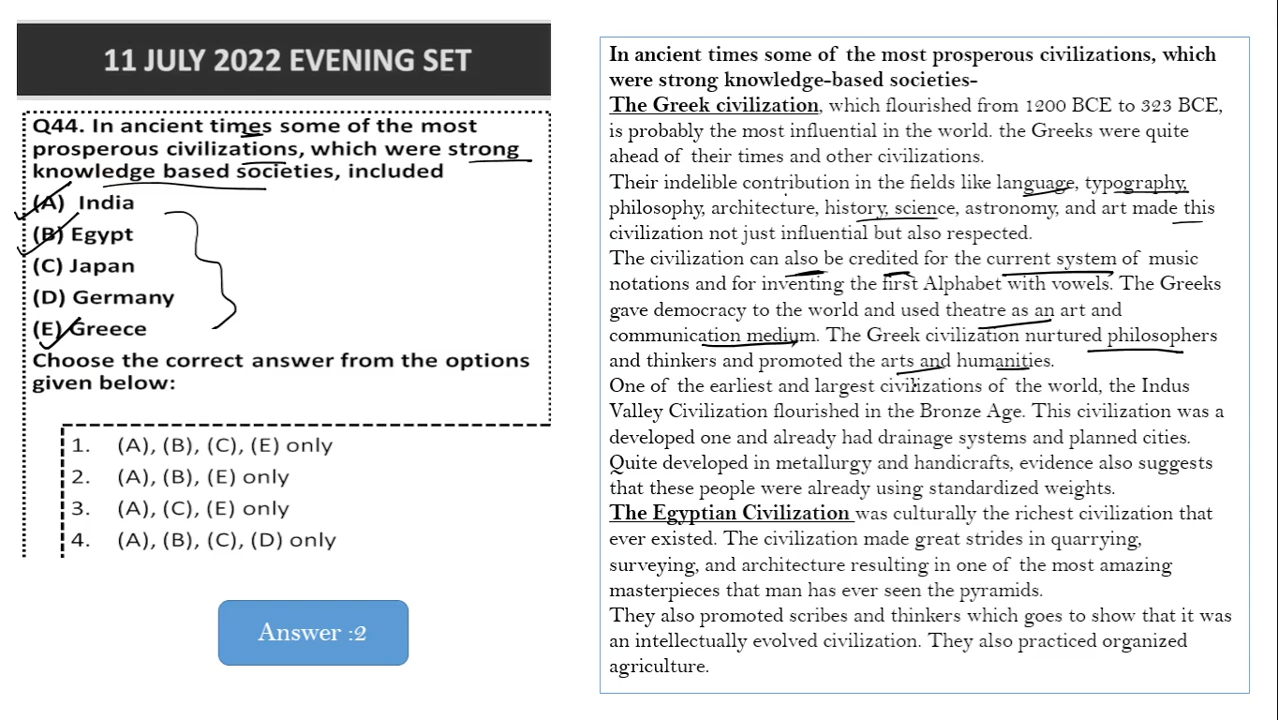 11 JULY 2022 EVENING SET
Q44. In ancient times some of the most
prosperous civilizations, which were strong
knowledge based societies, included
(A) India
(B) Egypt
(C) Japan
(D) Germany
(E) Greece
Choose the correct answer from the options
given below:
1. (A), (B), (C), (E) only
2. (A), (B), (E) only
3. (A), (C), (E) only
4. (A), (B), (C), (D) only
Answer :2
In ancient times some of the most prosperous civilizations, which
were strong knowledge-based societies-
The Greek civilization, which flourished from 1200 BCE to 323 BCE,
is probably the most influential in the world. the Greeks were quite
ahead of their times and other civilizations.
Their indelible contribution in the fields like language, typography,
philosophy, architecture, history, science, astronomy, and art made this
civilization not just influential but also respected.
The civilization can also be credited for the current system of music
notations and for inventing the first Alphabet with vowels. The Greeks
gave democracy to the world and used theatre as an art and
communication medium. The Greek civilization nurtured philosophers
and thinkers and promoted the arts and humanities.
One of the earliest and largest civilizations of the world, the Indus
Valley Civilization flourished in the Bronze Age. This civilization was a
developed one and already had drainage systems and planned cities.
Quite developed in metallurgy and handicrafts, evidence also suggests
that these people were already using standardized weights.
The Egyptian Civilization was culturally the richest civilization that
ever existed. The civilization made great strides in quarrying,
surveying, and architecture resulting in one of the most amazing
masterpieces that man has ever seen the pyramids.
They also promoted scribes and thinkers which goes to show that it was
an intellectually evolved civilization. They also practiced organized
agriculture.